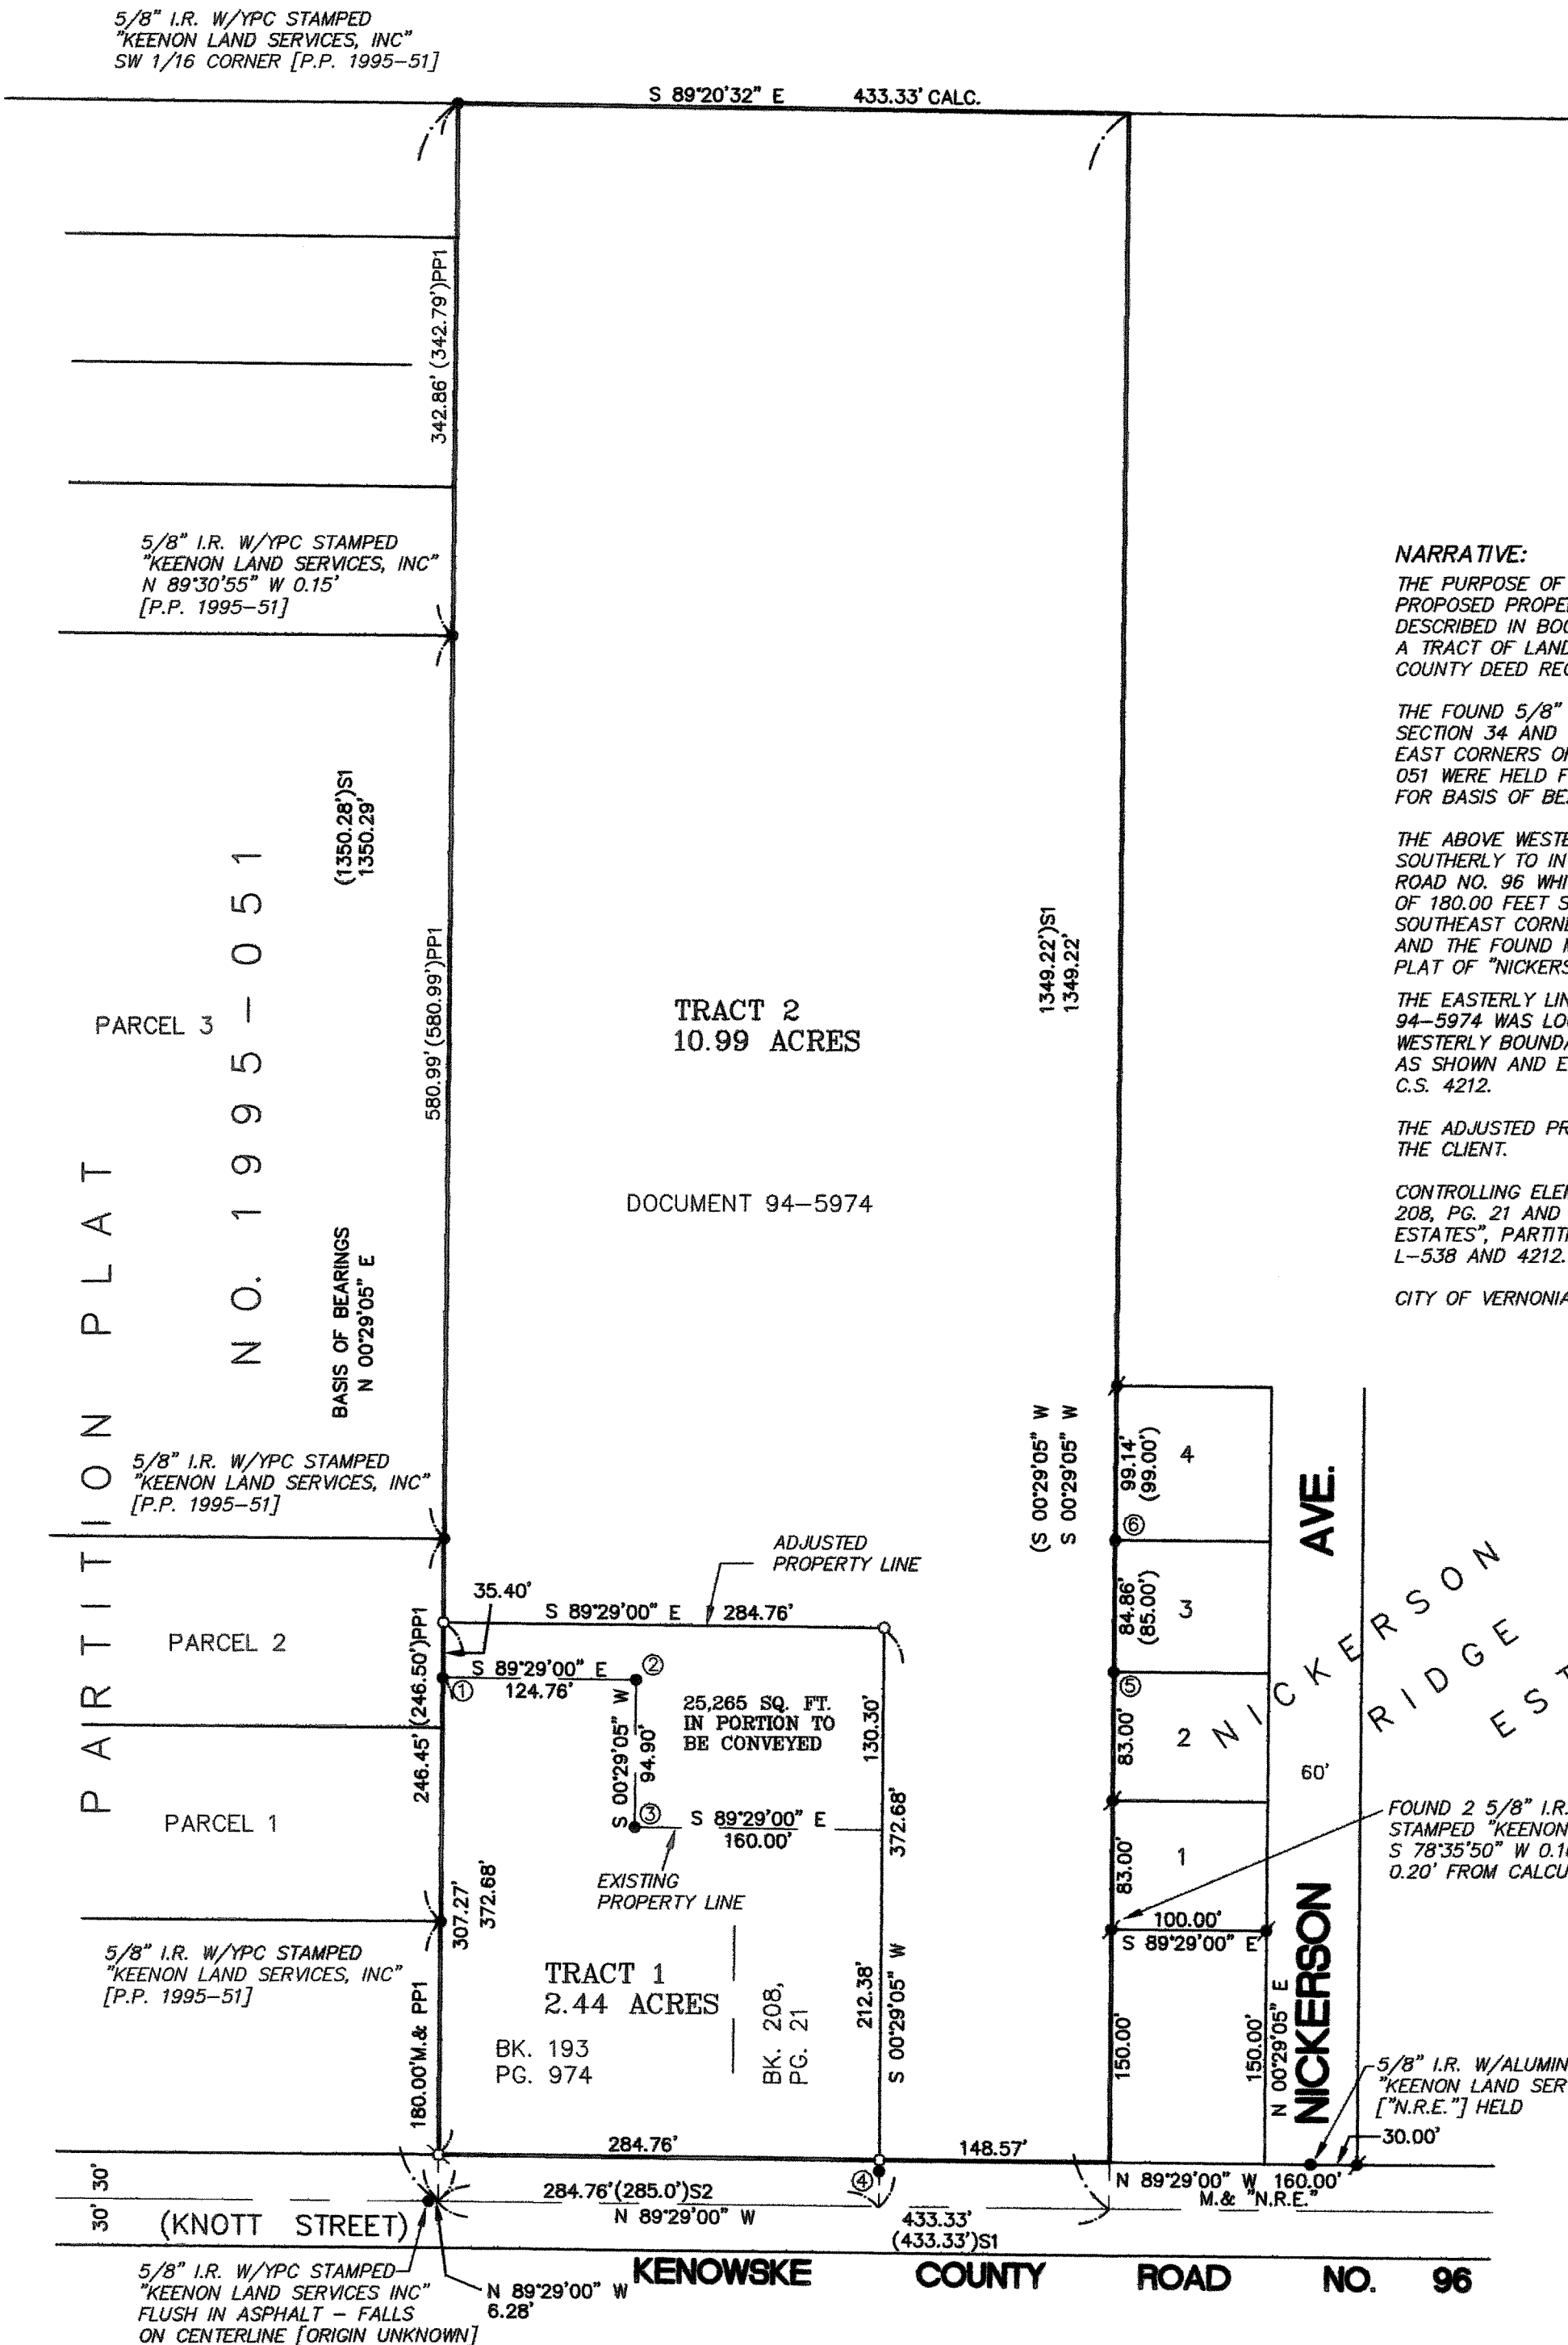 5/8" I.R. W/YPC STAMPED
"KEENON LAND SERVICES, INC"
SW 1/16 CORNER [P.P. 1995-51]
S 89°20'32" E 433.33' CALC.
342.86' (342.79')PP1
5/8" I.R. W/YPC STAMPED
"KEENON LAND SERVICES, INC"
N 89°30'55" W 0.15'
[P.P. 1995-51]
NARRATIVE:
THE PURPOSE OF
PROPOSED PROPE
DESCRIBED IN BOO
A TRACT OF LAND
COUNTY DEED REC
THE FOUND 5/8"
SECTION 34 AND
EAST CORNERS O
051 WERE HELD F
FOR BASIS OF BE
THE ABOVE WESTE
SOUTHERLY TO IN
ROAD NO. 96 WHI
OF 180.00 FEET S
SOUTHEAST CORNE
AND THE FOUND
PLAT OF "NICKERS
THE EASTERLY LIN
94-5974 WAS LO
WESTERLY BOUNDA
AS SHOWN AND E
C.S. 4212.
THE ADJUSTED PR
THE CLIENT.
CONTROLLING ELE
208, PG. 21 AND
ESTATES", PARTIT
L-538 AND 4212.
CITY OF VERNONIA
(1350.28')S1
1350.29'
580.99' (580.99')PP1
1349.22')S1
1349.22'
TRACT 2
10.99 ACRES
DOCUMENT 94-5974
PARCEL 3
PARTITION PLAT
NO. 1995-051
BASIS OF BEARINGS
N 00°29'05" E
5/8" I.R. W/YPC STAMPED
"KEENON LAND SERVICES, INC"
[P.P. 1995-51]
(S 00°29'05" W
S 00°29'05" W
99.14'
(99.00')
4
6
84.86'
(85.00')
3
5
83.00'
2
83.00'
1
ADJUSTED
PROPERTY LINE
35.40'
S 89°29'00" E 284.76'
PARCEL 2
246.45' (246.50')PP1
S 89°29'00" E
124.76'
1
2
S 00°29'05" W
94.90'
25,265 SQ. FT.
IN PORTION TO
BE CONVEYED
130.30'
372.68'
3
S 89°29'00" E
160.00'
EXISTING
PROPERTY LINE
PARCEL 1
307.27'
372.68'
NICKERSON
RIDGE
EST
60'
NICKERSON AVE.
FOUND 2 5/8" I.R.
STAMPED "KEENON
S 78°35'50" W 0.1
0.20' FROM CALCU
100.00'
S 89°29'00" E
5/8" I.R. W/YPC STAMPED
"KEENON LAND SERVICES, INC"
[P.P. 1995-51]
TRACT 1
2.44 ACRES
BK. 193
PG. 974
BK. 208,
PG. 21
212.38'
S 00°29'05" W
180.00'M.& PP1
150.00'
150.00'
N 00°29'05" E
5/8" I.R. W/ALUMIN
"KEENON LAND SER
["N.R.E."] HELD
30.00'
284.76'
148.57'
4
N 89°29'00" W 160.00'
M.& "N.R.E."
30' 30'
284.76'(285.0')S2
N 89°29'00" W
433.33'
(433.33')S1
(KNOTT STREET)
KENOWSKE COUNTY ROAD NO. 96
5/8" I.R. W/YPC STAMPED
"KEENON LAND SERVICES INC"
FLUSH IN ASPHALT - FALLS
ON CENTERLINE [ORIGIN UNKNOWN]
N 89°29'00" W
6.28'